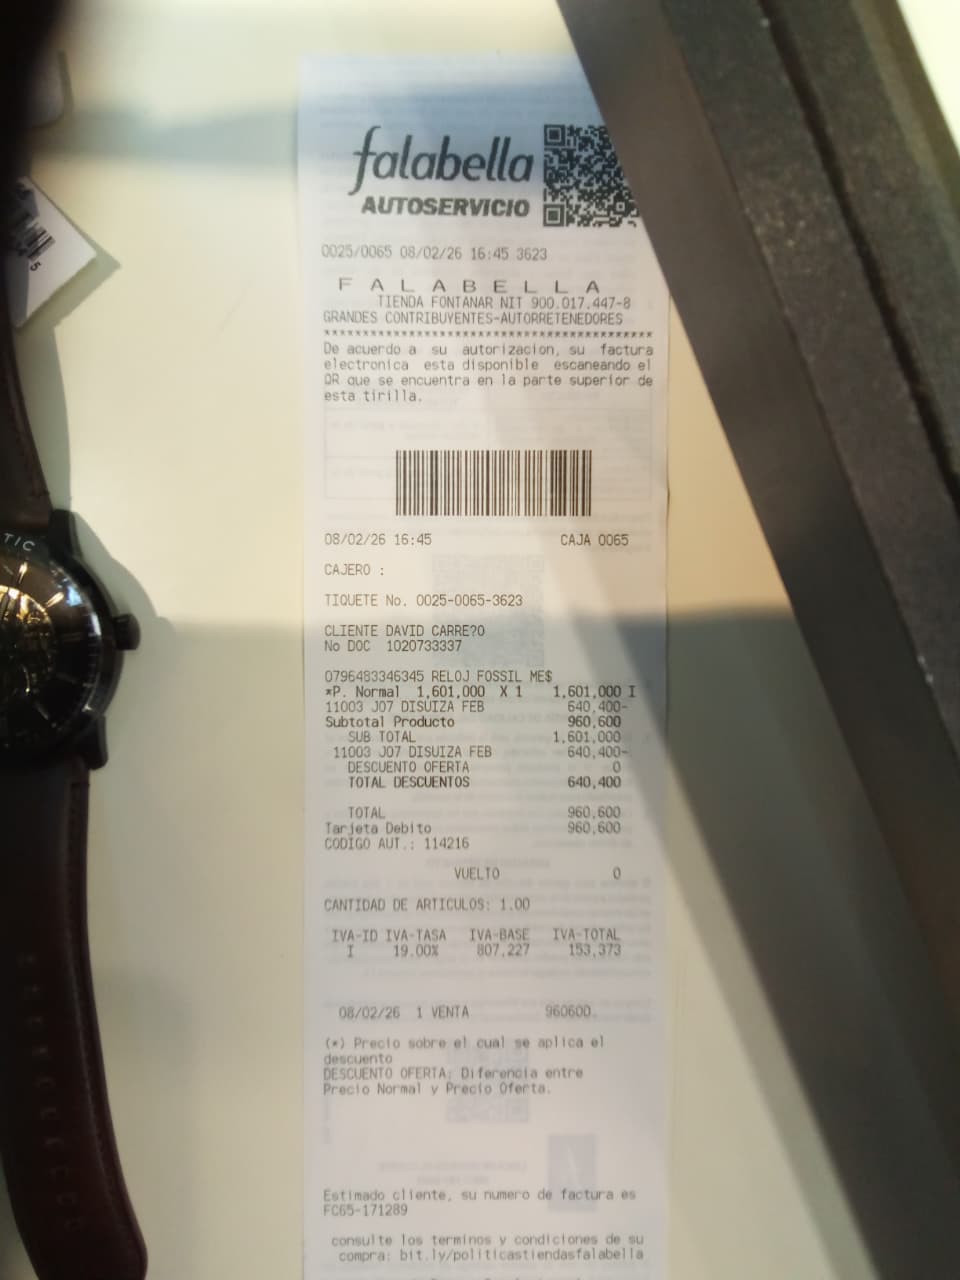 falabella
AUTOSERVICIO
0025/0065 08/02/26 16:45 3623
F A L A B E L L A
TIENDA FONTANAR NIT 900.017.447-8
GRANDES CONTRIBUYENTES-AUTORRETENEDORES
*****************************************
De acuerdo a su autorizacion, su factura
electronica esta disponible escaneando el
QR que se encuentra en la parte superior de
esta tirilla.
08/02/26 16:45 CAJA 0065
CAJERO :
TIQUETE No. 0025-0065-3623
CLIENTE DAVID CARRE?O
No DOC 1020733337
0796483346345 RELOJ FOSSIL ME$
*P. Normal 1,601,000 X 1 1,601,000 I
11003 J07 DISUIZA FEB 640,400-
Subtotal Producto 960,600
SUB TOTAL 1,601,000
11003 J07 DISUIZA FEB 640,400-
DESCUENTO OFERTA 0
TOTAL DESCUENTOS 640,400
TOTAL 960,600
Tarjeta Debito 960,600
CODIGO AUT.: 114216
VUELTO 0
CANTIDAD DE ARTICULOS: 1.00
IVA-ID IVA-TASA IVA-BASE IVA-TOTAL
I 19.00% 807,227 153,373
08/02/26 1 VENTA 960600.
(*) Precio sobre el cual se aplica el
descuento
DESCUENTO OFERTA: Diferencia entre
Precio Normal y Precio Oferta.
Estimado cliente, su numero de factura es
FC65-171289
consulte los terminos y condiciones de su
compra: bit.ly/politicastiendasfalabella
TIC
5